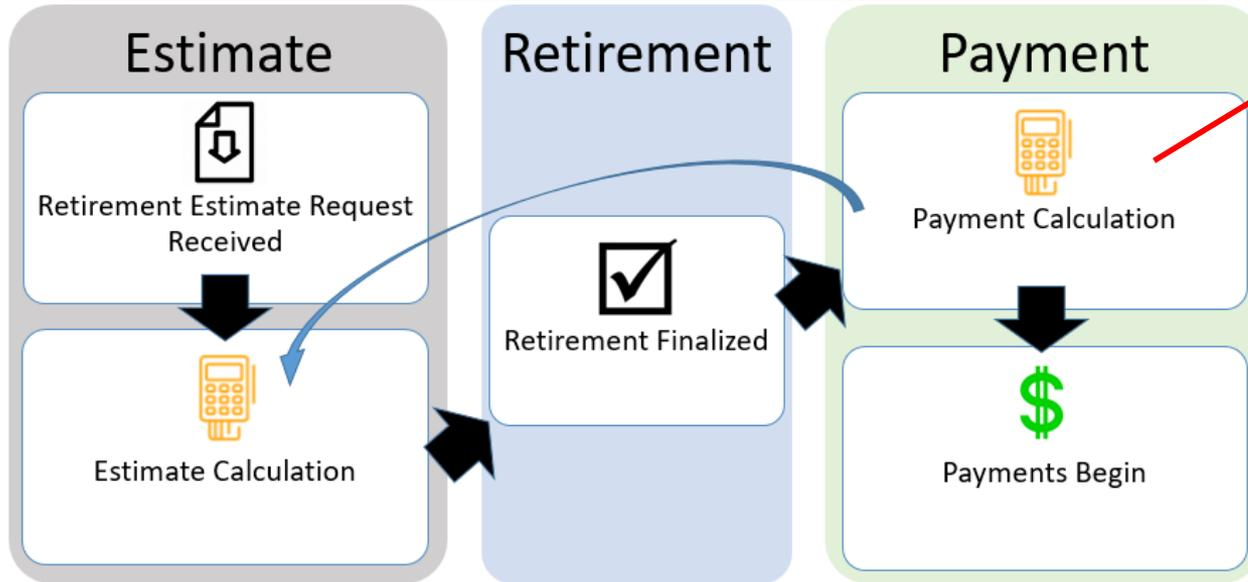 Estimate
Retirement Estimate Request
Received
Estimate Calculation
Retirement
Retirement Finalized
Payment
Payment Calculation
$
Payments Begin